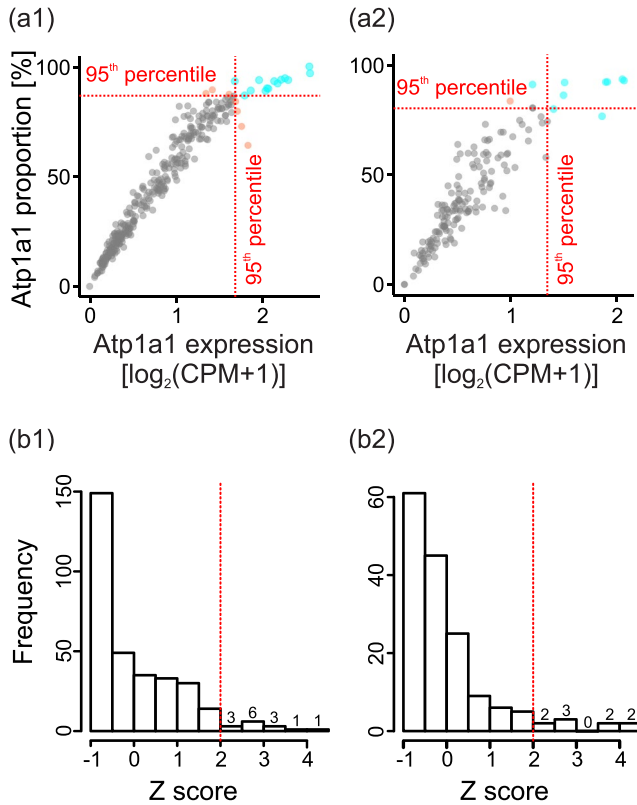 (a1)
(a2)
Atp1a1 proportion [%]
100
50
0
95th percentile
95th percentile
0
1
2
Atp1a1 expression
[log2(CPM+1)]
100
50
0
95th percentile
95th percentile
0
1
2
Atp1a1 expression
[log2(CPM+1)]
(b1)
(b2)
Frequency
150
100
50
0
3 6 3 1 1
-1 0 1 2 3 4
Z score
60
40
20
0
2 3 0 2 2
-1 0 1 2 3 4
Z score